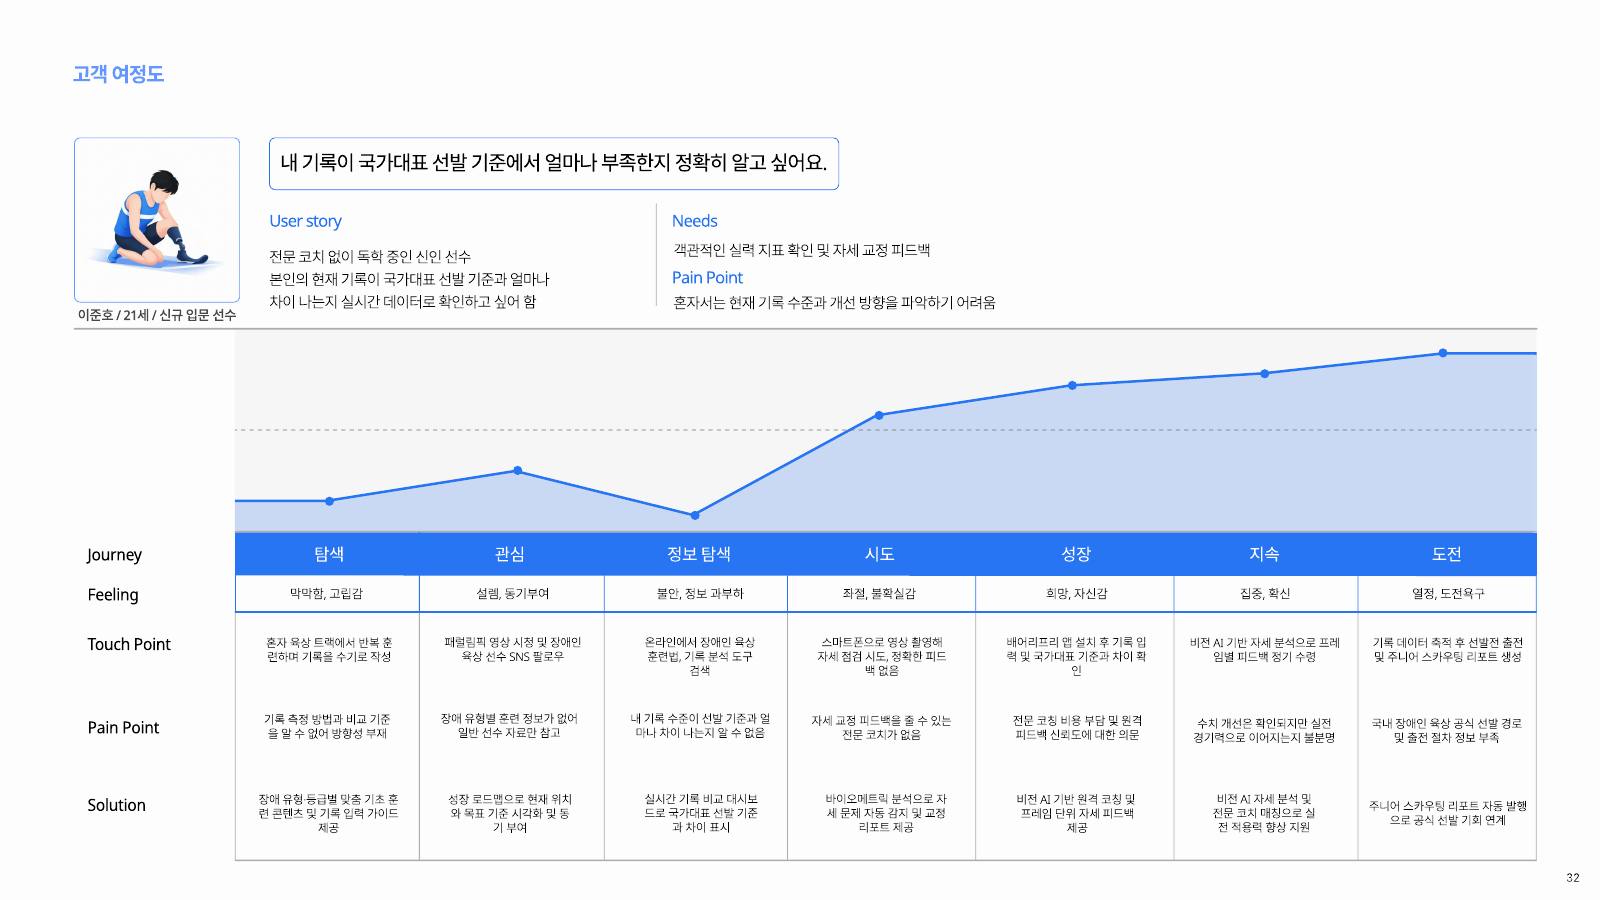 고객 여정도
내 기록이 국가대표 선발 기준에서 얼마나 부족한지 정확히 알고 싶어요.
User story
전문 코치 없이 독학 중인 신인 선수
본인의 현재 기록이 국가대표 선발 기준과 얼마나
차이 나는지 실시간 데이터로 확인하고 싶어 함
Needs
객관적인 실력 지표 확인 및 자세 교정 피드백
Pain Point
혼자서는 현재 기록 수준과 개선 방향을 파악하기 어려움
이준호 / 21세 / 신규 입문 선수
Journey
탐색
관심
정보 탐색
시도
성장
지속
도전
Feeling
막막함, 고립감
설렘, 동기부여
불안, 정보 과부하
좌절, 불확실감
희망, 자신감
집중, 확신
열정, 도전욕구
Touch Point
혼자 육상 트랙에서 반복 훈
련하며 기록을 수기로 작성
패럴림픽 영상 시청 및 장애인
육상 선수 SNS 팔로우
온라인에서 장애인 육상
훈련법, 기록 분석 도구
검색
스마트폰으로 영상 촬영해
자세 점검 시도, 정확한 피드
백 없음
배어리프리 앱 설치 후 기록 입
력 및 국가대표 기준과 차이 확
인
비전 AI 기반 자세 분석으로 프레
임별 피드백 정기 수령
기록 데이터 축적 후 선발전 출전
및 주니어 스카우팅 리포트 생성
Pain Point
기록 측정 방법과 비교 기준
을 알 수 없어 방향성 부재
장애 유형별 훈련 정보가 없어
일반 선수 자료만 참고
내 기록 수준이 선발 기준과 얼
마나 차이 나는지 알 수 없음
자세 교정 피드백을 줄 수 있는
전문 코치가 없음
전문 코칭 비용 부담 및 원격
피드백 신뢰도에 대한 의문
수치 개선은 확인되지만 실전
경기력으로 이어지는지 불분명
국내 장애인 육상 공식 선발 경로
및 출전 절차 정보 부족
Solution
장애 유형·등급별 맞춤 기초 훈
련 콘텐츠 및 기록 입력 가이드
제공
성장 로드맵으로 현재 위치
와 목표 기준 시각화 및 동
기 부여
실시간 기록 비교 대시보
드로 국가대표 선발 기준
과 차이 표시
바이오메트릭 분석으로 자
세 문제 자동 감지 및 교정
리포트 제공
비전 AI 기반 원격 코칭 및
프레임 단위 자세 피드백
제공
비전 AI 자세 분석 및
전문 코치 매칭으로 실
전 적용력 향상 지원
주니어 스카우팅 리포트 자동 발행
으로 공식 선발 기회 연계
32